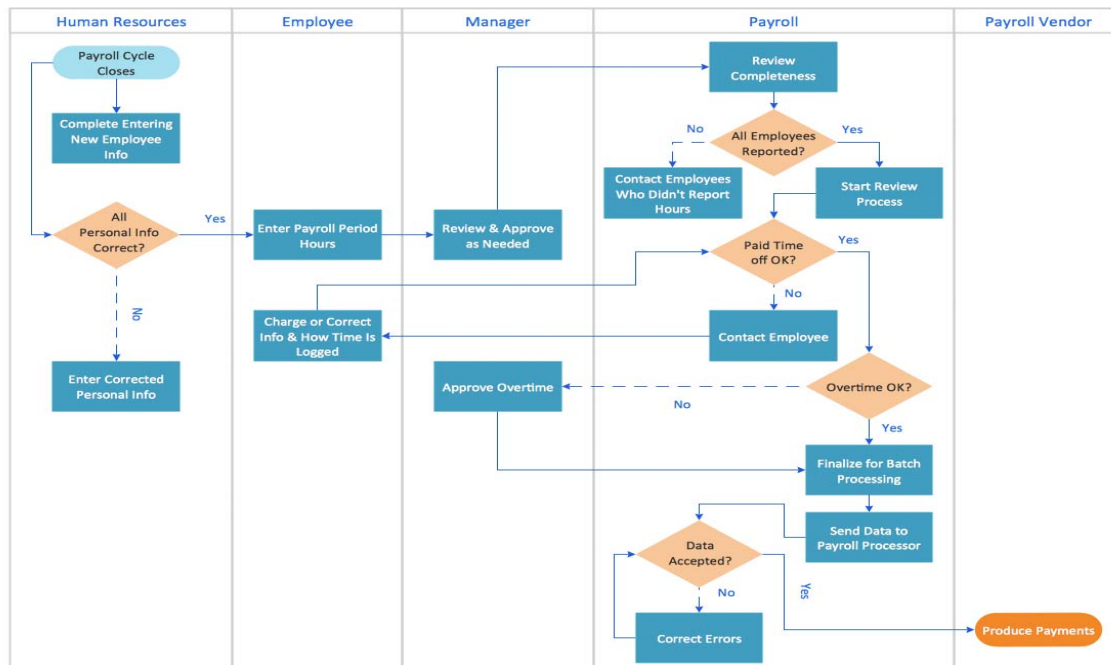 Human Resources
Employee
Manager
Payroll
Payroll Vendor
Payroll Cycle
Closes
Complete Entering
New Employee
Info
All
Personal Info
Correct?
Yes
No
Enter Corrected
Personal Info
Enter Payroll Period
Hours
Charge or Correct
Info & How Time Is
Logged
Review & Approve
as Needed
Approve Overtime
Review
Completeness
All Employees
Reported?
No
Yes
Contact Employees
Who Didn't Report
Hours
Start Review
Process
Paid Time
off OK?
Yes
No
Contact Employee
Overtime OK?
No
Yes
Finalize for Batch
Processing
Send Data to
Payroll Processor
Data
Accepted?
No
Yes
Correct Errors
Produce Payments